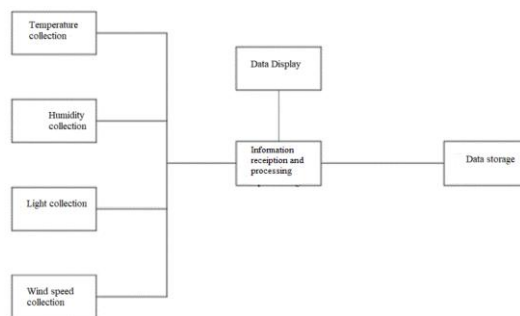 Temperature
collection
Data Display
Humidity
collection
Information
receiption and
processing
Data storage
Light collection
Wind speed
collection